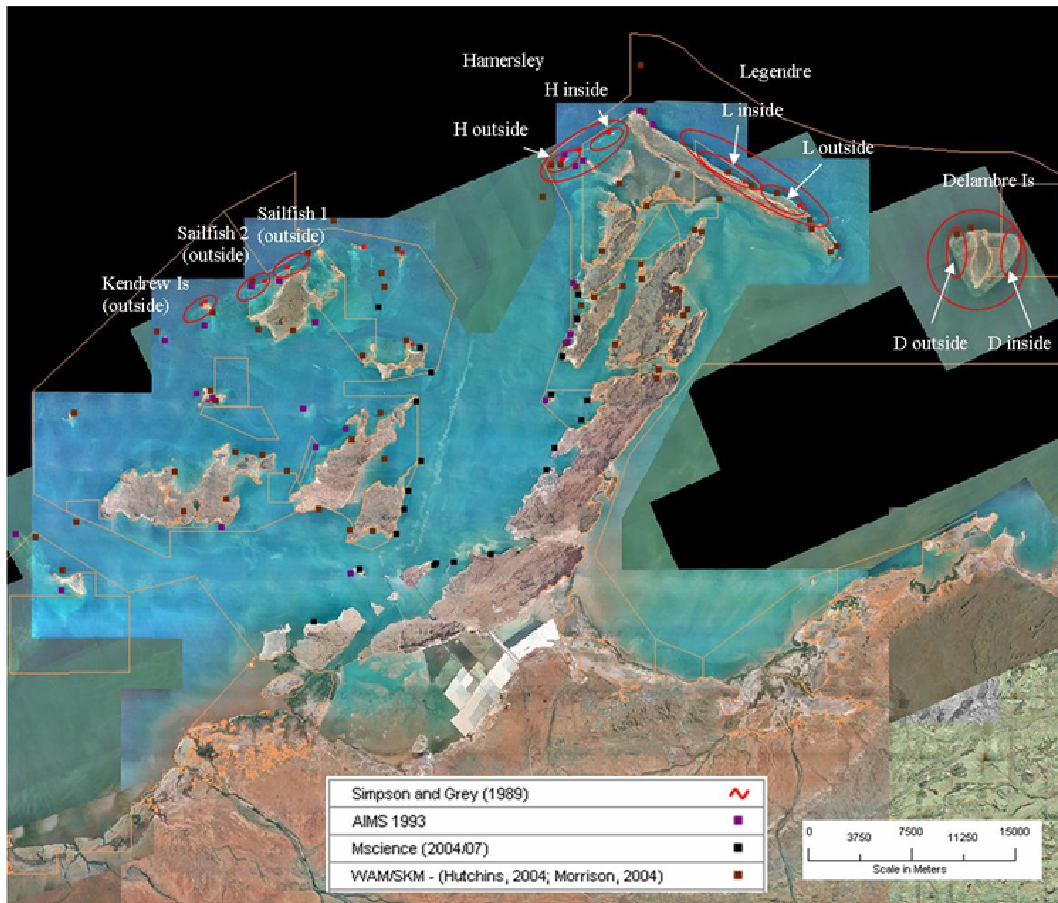 Hamersley
Legendre
H inside
L inside
H outside
L outside
Delambre Is
Sailfish 1
(outside)
Sailfish 2
(outside)
Kendrew Is
(outside)
D outside
D inside
Simpson and Grey (1989)
AIMS 1993
Mscience (2004/07)
WAM/SKM - (Hutchins, 2004; Morrison, 2004)
0 3750 7500 11250 15000
Scale in Meters